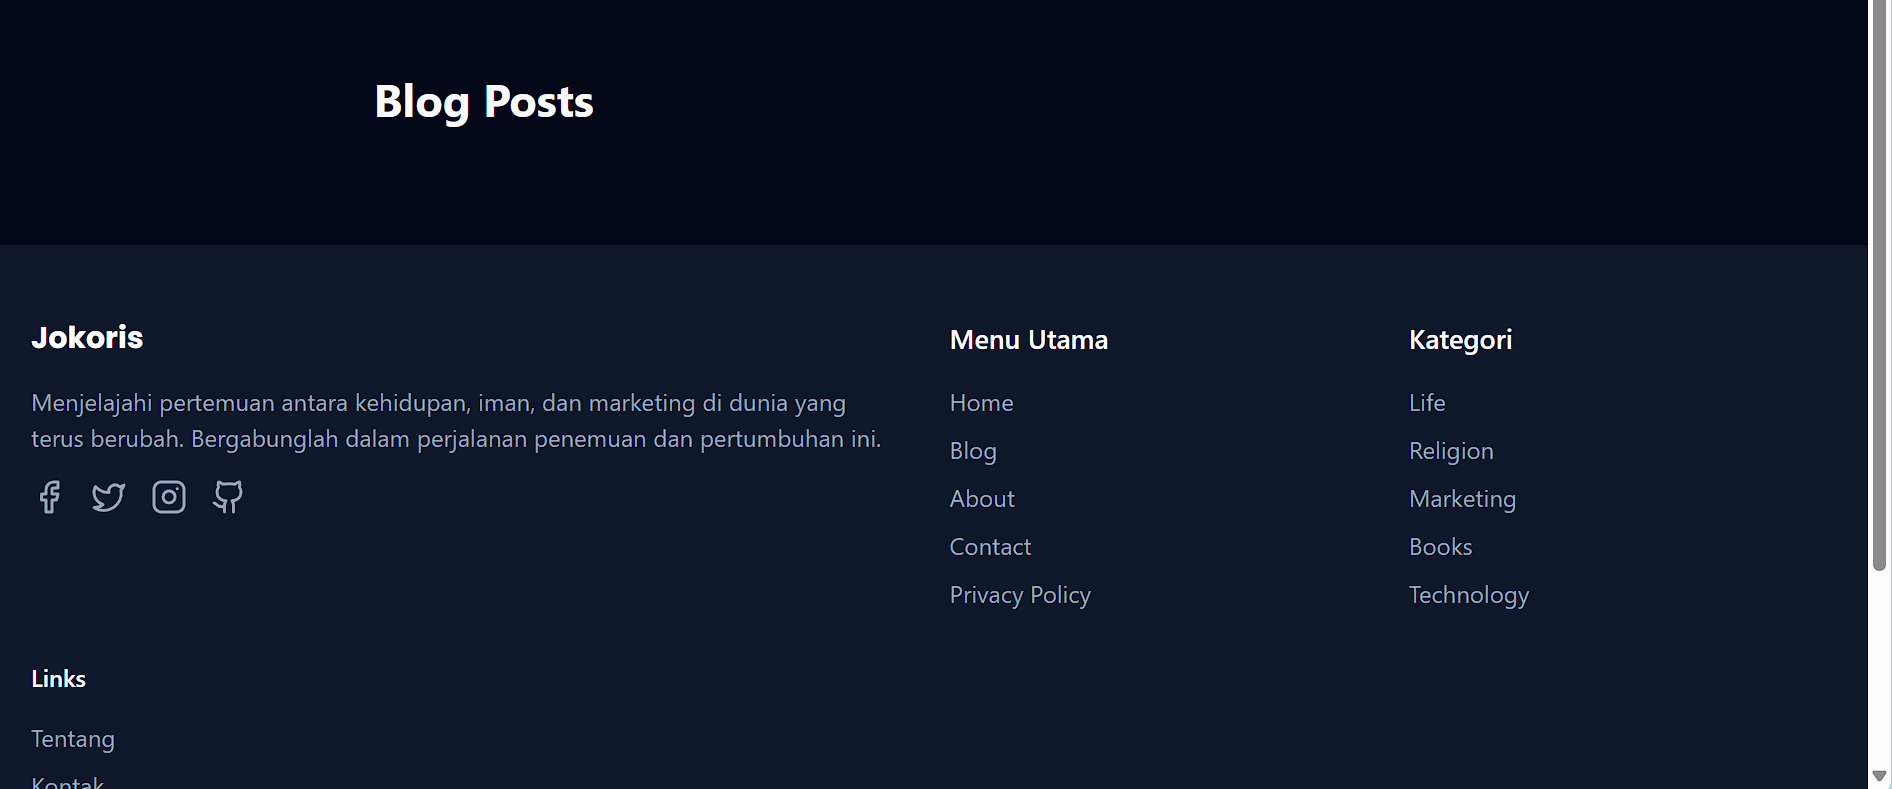 Blog Posts
Jokoris
Menjelajahi pertemuan antara kehidupan, iman, dan marketing di dunia yang
terus berubah. Bergabunglah dalam perjalanan penemuan dan pertumbuhan ini.
Menu Utama
Home
Blog
About
Contact
Privacy Policy
Kategori
Life
Religion
Marketing
Books
Technology
Links
Tentang
Kontak